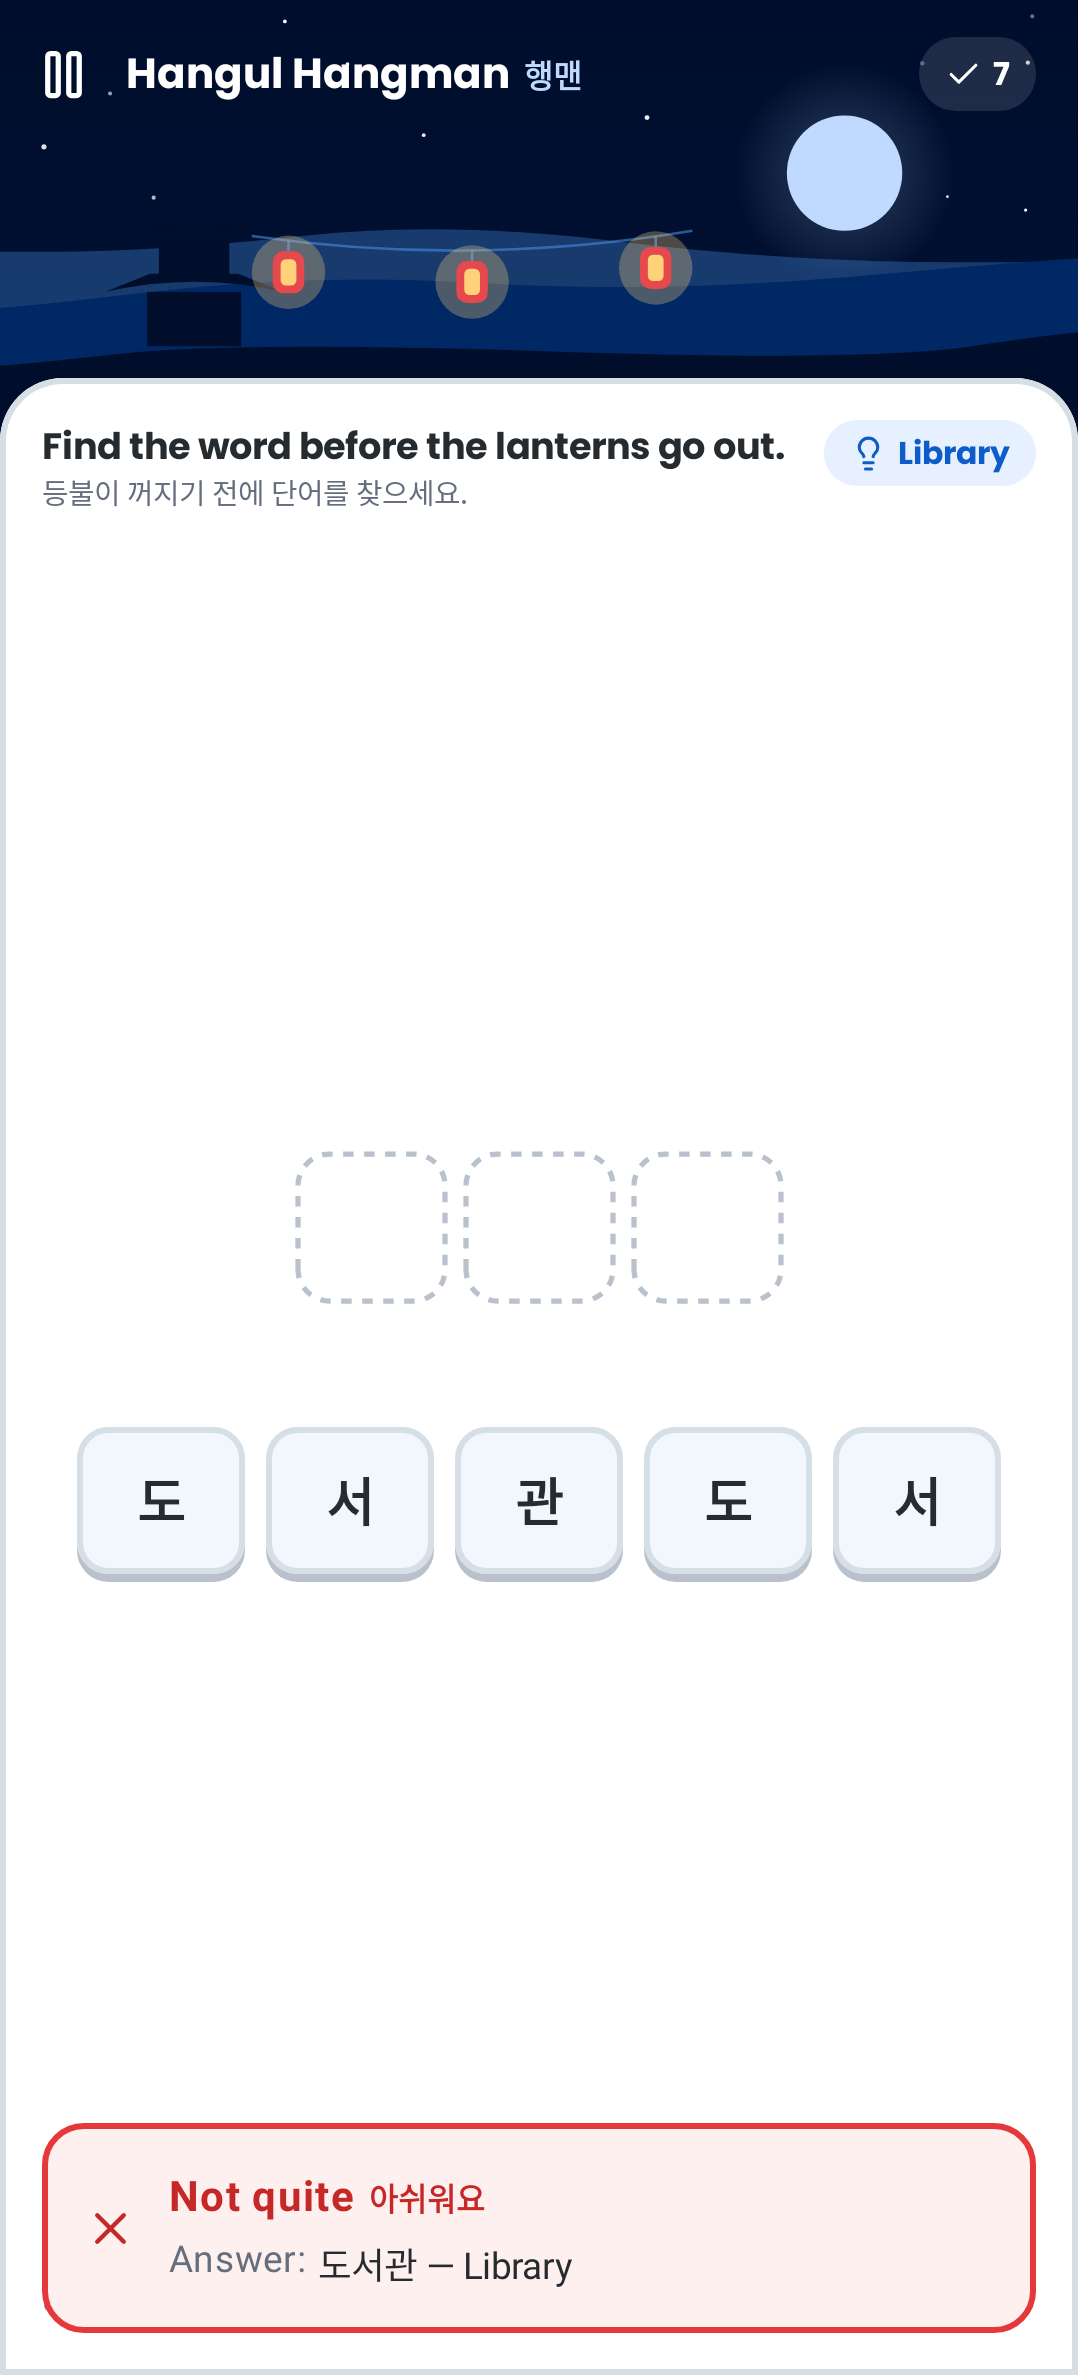 Hangul Hangman 행맨
7
Find the word before the lanterns go out.
Library
등불이 꺼지기 전에 단어를 찾으세요.
도 서 관 도 서
Not quite 아쉬워요
Answer: 도서관 – Library